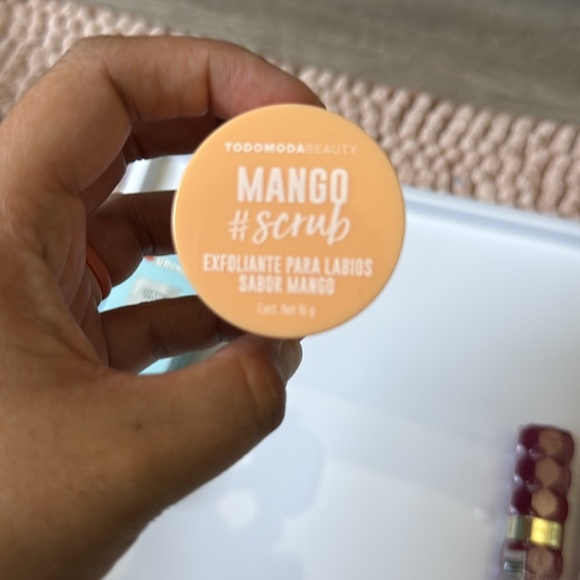 TODOMODABEAUTY
MANGO
#scrub
EXFOLIANTE PARA LABIOS
SABOR MANGO
Cont. Net 16 g